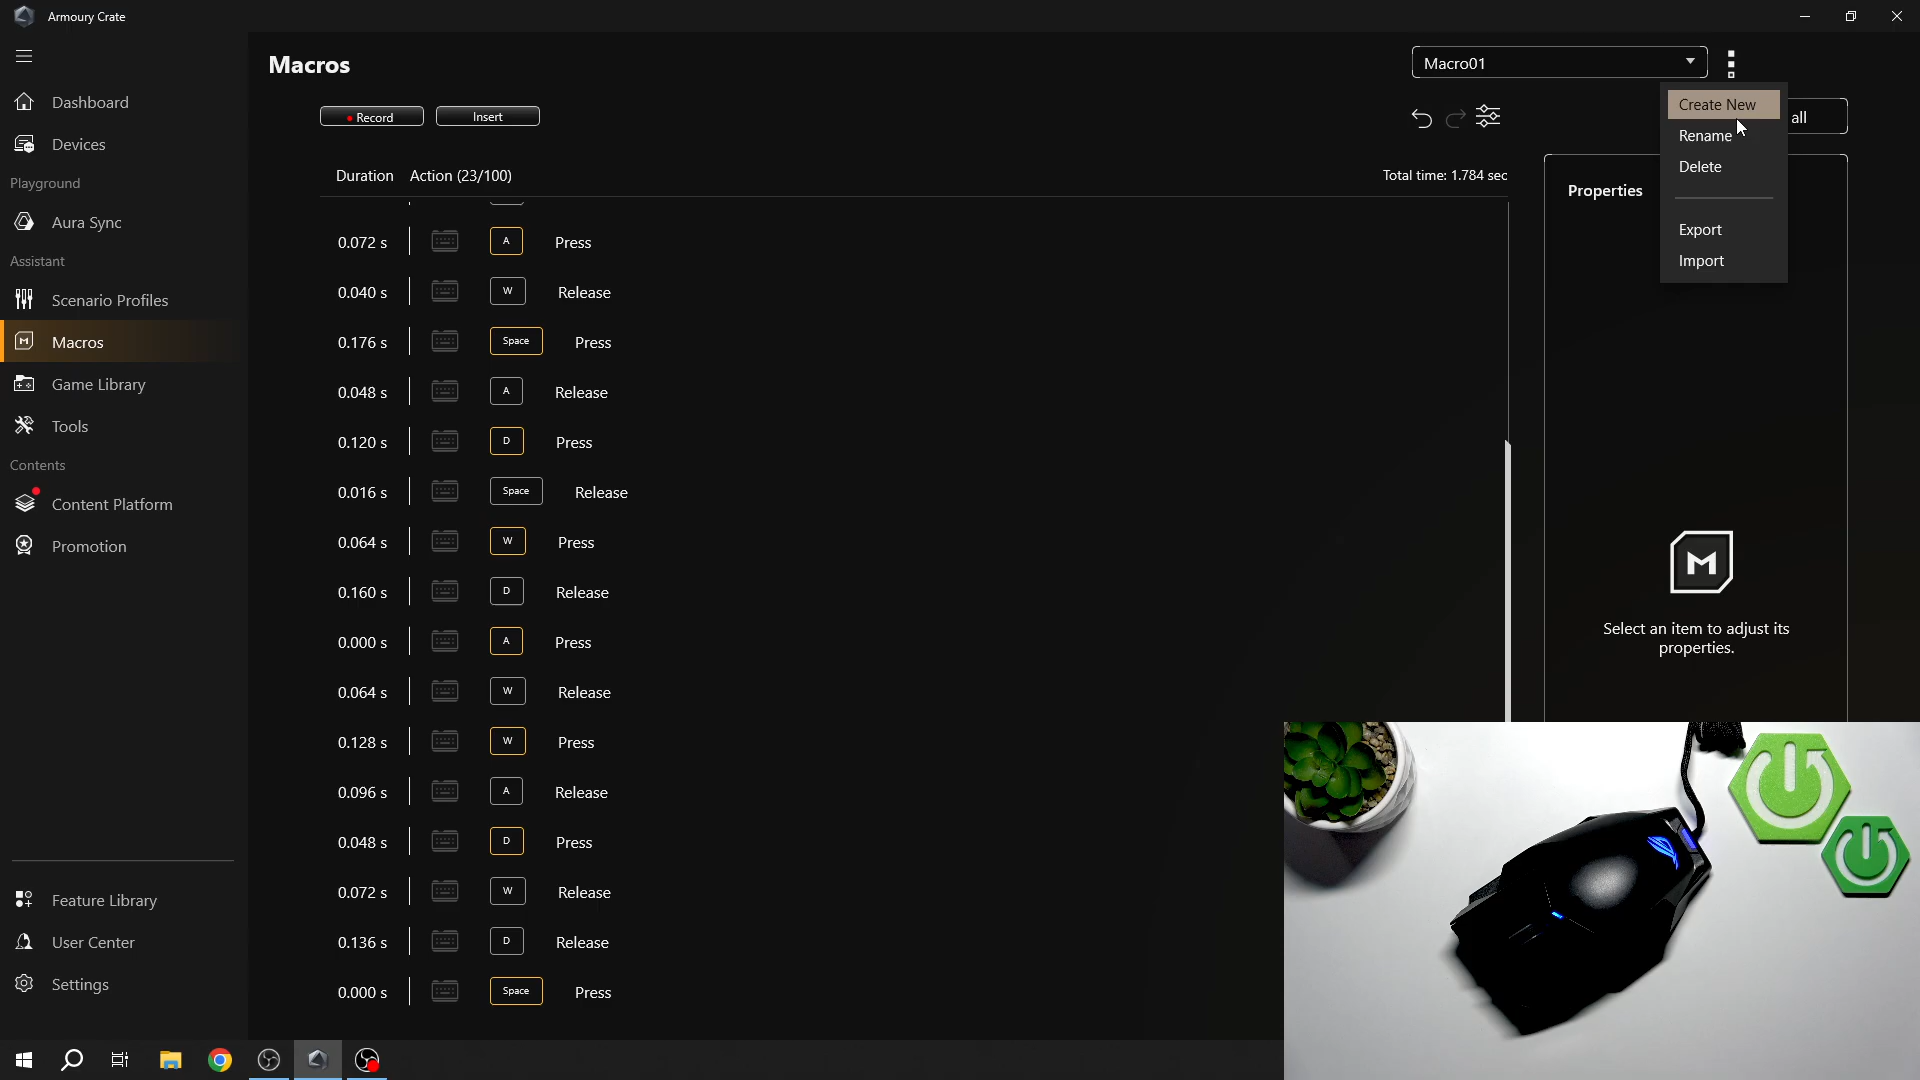 Armoury Crate
Dashboard
Devices
Playground
Aura Sync
Assistant
Scenario Profiles
Macros
Game Library
Tools
Contents
Content Platform
Promotion
Feature Library
User Center
Settings
Macros
Macro01
Record
Insert
all
Create New
Rename
Delete
Export
Import
Duration Action (23/100)
Total time: 1.784 sec
0.072 s A Press
0.040 s W Release
0.176 s Space Press
0.048 s A Release
0.120 s D Press
0.016 s Space Release
0.064 s W Press
0.160 s D Release
0.000 s A Press
0.064 s W Release
0.128 s W Press
0.096 s A Release
0.048 s D Press
0.072 s W Release
0.136 s D Release
0.000 s Space Press
Properties
M
Select an item to adjust its
properties.